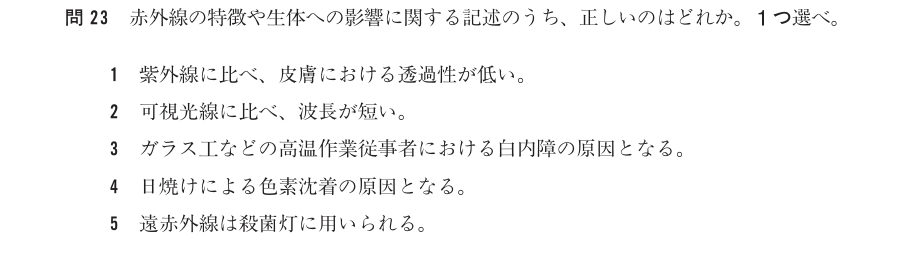 問 23 赤外線の特徴や生体への影響に関する記述のうち、正しいのはどれか。1つ選べ。
1 紫外線に比べ、皮膚における透過性が低い。
2 可視光線に比べ、波長が短い。
3 ガラス工などの高温作業従事者における白内障の原因となる。
4 日焼けによる色素沈着の原因となる。
5 遠赤外線は殺菌灯に用いられる。